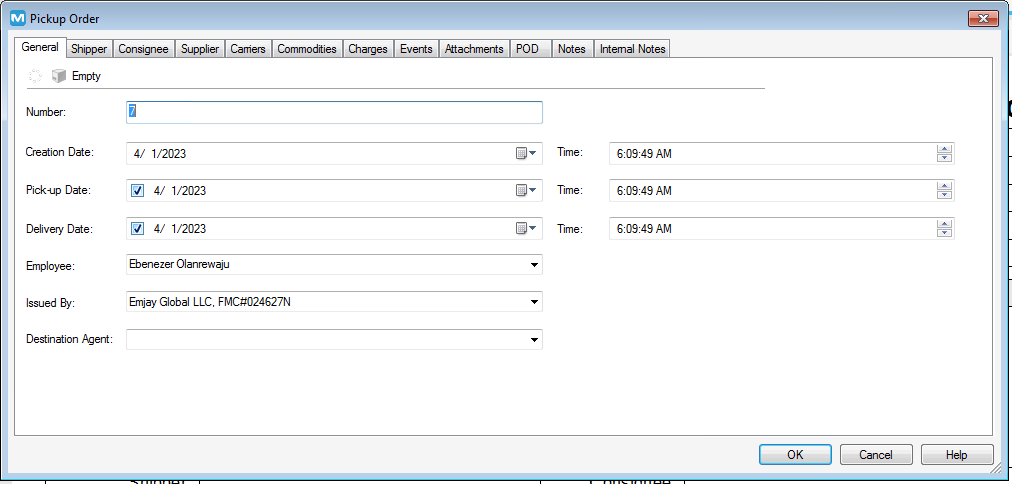 M Pickup Order
General Shipper Consignee Supplier Carriers Commodities Charges Events Attachments POD Notes Internal Notes
Empty
Number: 7
Creation Date: 4/ 1/2023 Time: 6:09:49 AM
Pick-up Date: 4/ 1/2023 Time: 6:09:49 AM
Delivery Date: 4/ 1/2023 Time: 6:09:49 AM
Employee: Ebenezer Olanrewaju
Issued By: Emjay Global LLC, FMC#024627N
Destination Agent:
OK Cancel Help
Shipper Consignee